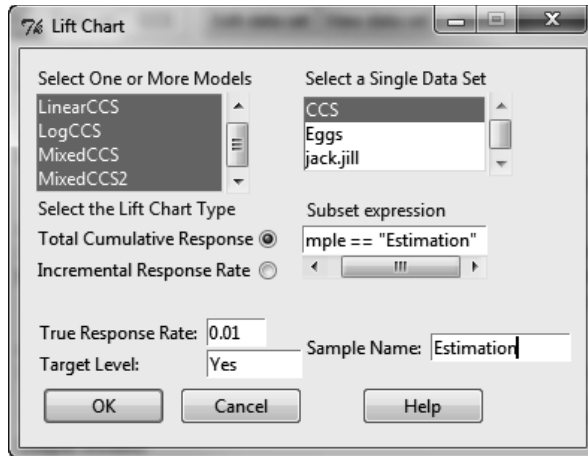 Lift Chart
Select One or More Models
LinearCCS
LogCCS
MixedCCS
MixedCCS2
Select a Single Data Set
CCS
Eggs
jack.jill
Select the Lift Chart Type
Total Cumulative Response
Incremental Response Rate
Subset expression
mple == "Estimation"
True Response Rate: 0.01
Target Level: Yes
Sample Name: Estimation
OK
Cancel
Help